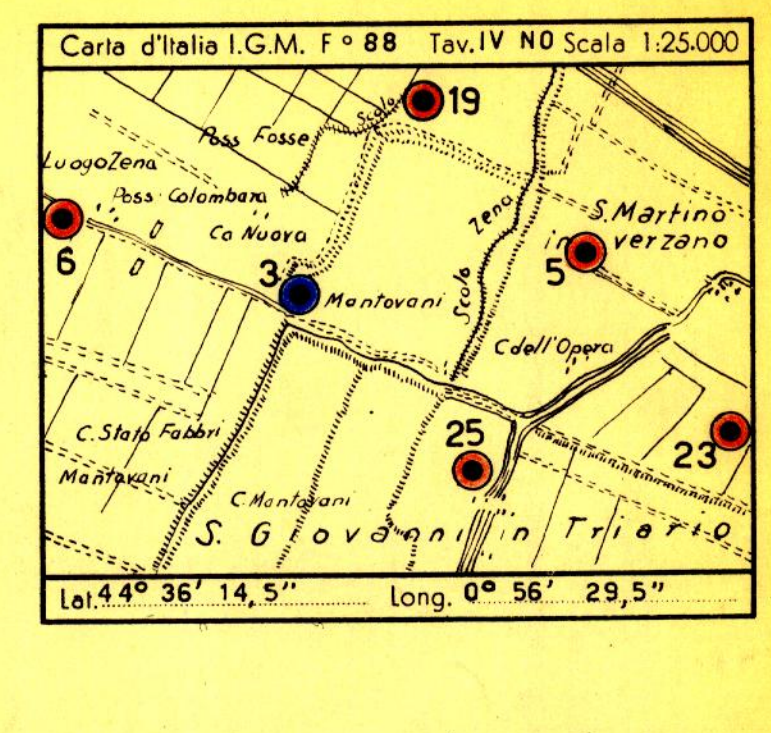 Carta d'Italia I.G.M. F° 88 Tav. IV NO Scala 1:25.000
19
Scolo
Poss Fosse
Luogo Zena
Poss. Colombara
Zena
S. Martino
Ca Nuova
in verzano
6
3
5
Mantovani
Scolo
C dell'Opera
C. Stato Fabbri
25
23
Mantovani
C. Mantovani
S. Giovanni in Triario
Lat. 44° 36' 14,5" Long. 0° 56' 29,5"